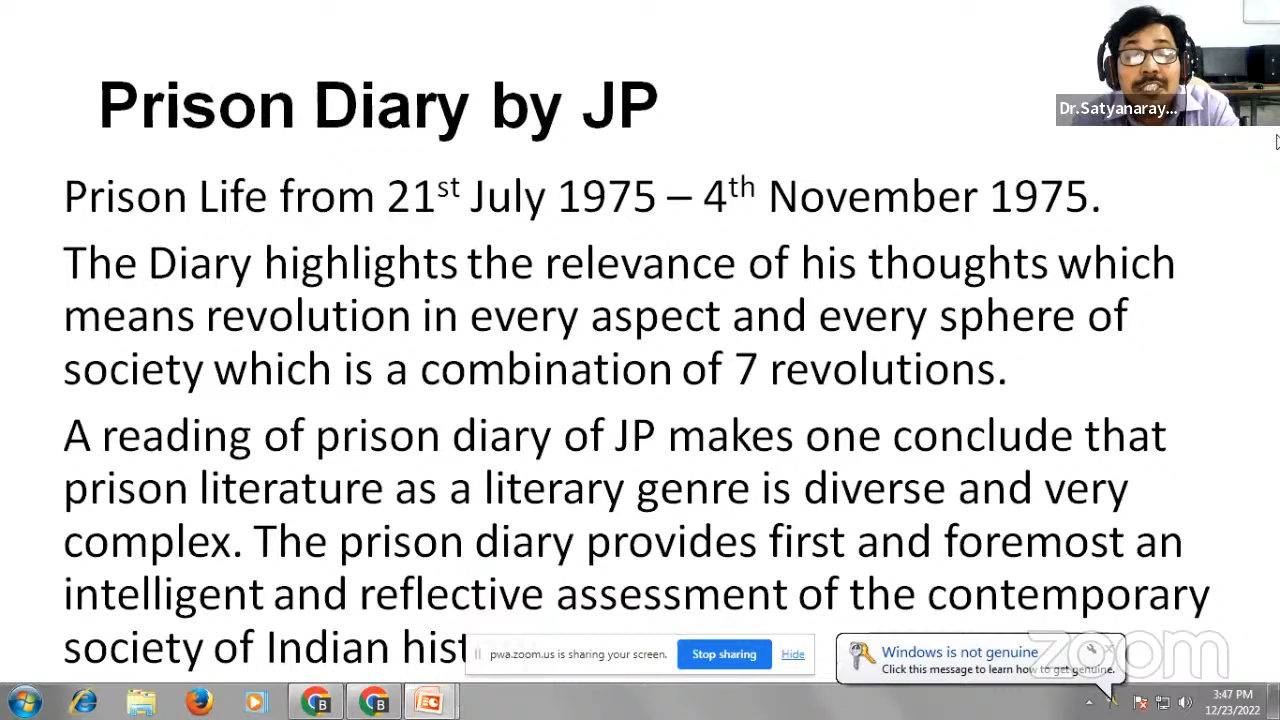 Prison Diary by JP
Dr.Satyanaray...
Prison Life from 21st July 1975 – 4th November 1975.
The Diary highlights the relevance of his thoughts which
means revolution in every aspect and every sphere of
society which is a combination of 7 revolutions.
A reading of prison diary of JP makes one conclude that
prison literature as a literary genre is diverse and very
complex. The prison diary provides first and foremost an
intelligent and reflective assessment of the contemporary
society of Indian hist
pwa.zoom.us is sharing your screen.
Stop sharing
Hide
Windows is not genuine
Click this message to learn how to get genuine.
zoom
3:47 PM
12/23/2022